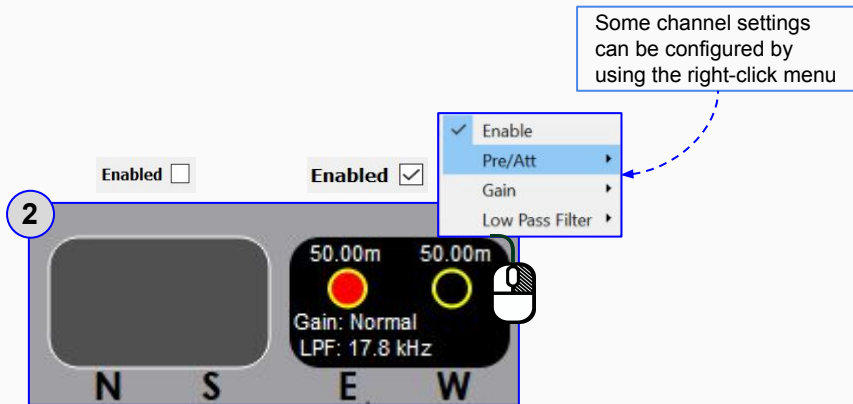 Some channel settings
can be configured by
using the right-click menu
Enable
Pre/Att
Gain
Low Pass Filter
Enabled
Enabled
2
50.00m 50.00m
Gain: Normal
LPF: 17.8 kHz
N S E W